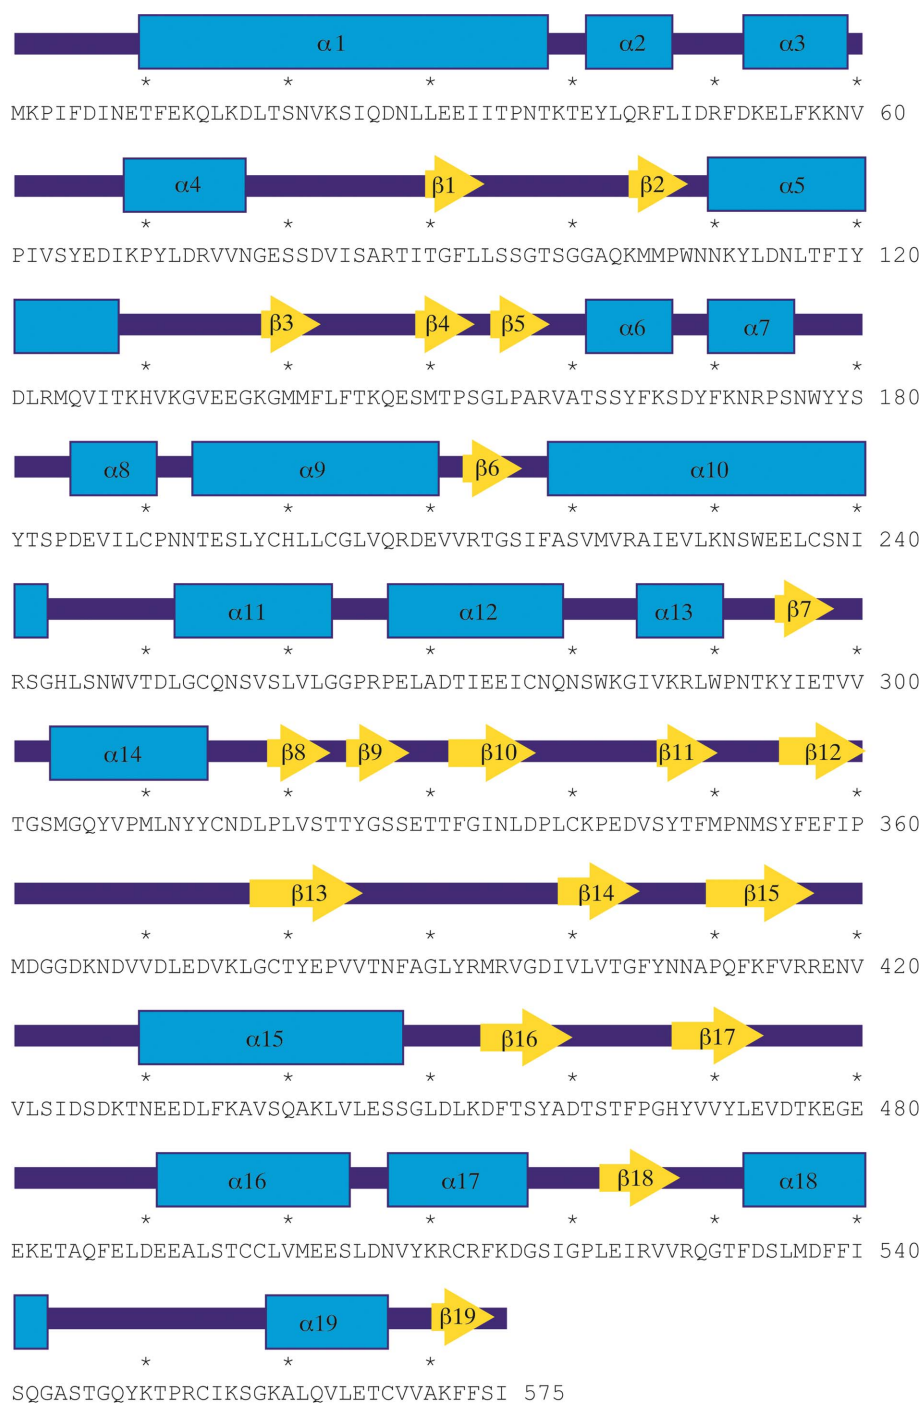 α1 α2 α3
* * * * * *
MKPIFDINETFEKQLKDLTSNVKSIQDNLLEEIITPNTKTEYLQRFLIDRFDKELFKKNV 60
α4 β1 β2 α5
* * * * * *
PIVSYEDIKPYLDRVVNGESSDVISARTITGFLLSSGTSGGAQKMMPWNNKYLDNLTFIY 120
β3 β4 β5 α6 α7
* * * * * *
DLRMQVITKHVKGVEEGKGMMFLFTKQESMTPSGLPARVATSSYFKSDYFKNRPSNWYYS 180
α8 α9 β6 α10
* * * * * *
YTSPDEVILCPNNTESLYCHLLCGLVQRDEVVRTGSIFASVMVRAIEVLKNSWEELCSNI 240
α11 α12 α13 β7
* * * * * *
RSGHLSNWVTDLGCQNSVSLVLGGPRPELADTIEEICNQNSWKGIVKRLWPNTKYIETVV 300
α14 β8 β9 β10 β11 β12
* * * * * *
TGSMGQYVPMLNYYCNDLPLVSTTYGSSETTFGINLDPLCKPEDVSYTFMPNMSYFEFIP 360
β13 β14 β15
* * * * * *
MDGGDKNDVVDLEDVKLGCTYEPVVTNFAGLYRMRVGDIVLVTGFYNNAPQFKFVRRENV 420
α15 β16 β17
* * * * * *
VLSIDSDKTNEEDLFKAVSQAKLVLESSGLDLKDFTSYADTSTFPGHYVVYLEVDTKEGE 480
α16 α17 β18 α18
* * * * * *
EKETAQFELDEEALSTCCLVMEESLDNVYKRCRFKDGSIGPLEIRVVRQGTFDSLMDFFI 540
α19 β19
* * *
SQGASTGQYKTPRCIKSGKALQVLETCVVAKFFSI 575